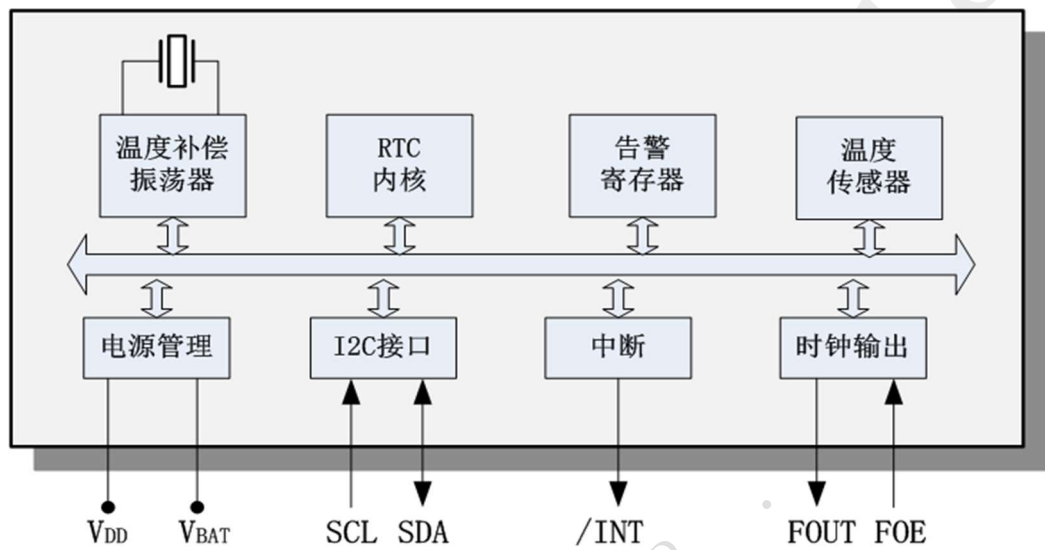 温度补偿
振荡器
RTC
内核
告警
寄存器
温度
传感器
电源管理
I2C接口
中断
时钟输出
VDD
VBAT
SCL
SDA
/INT
FOUT
FOE